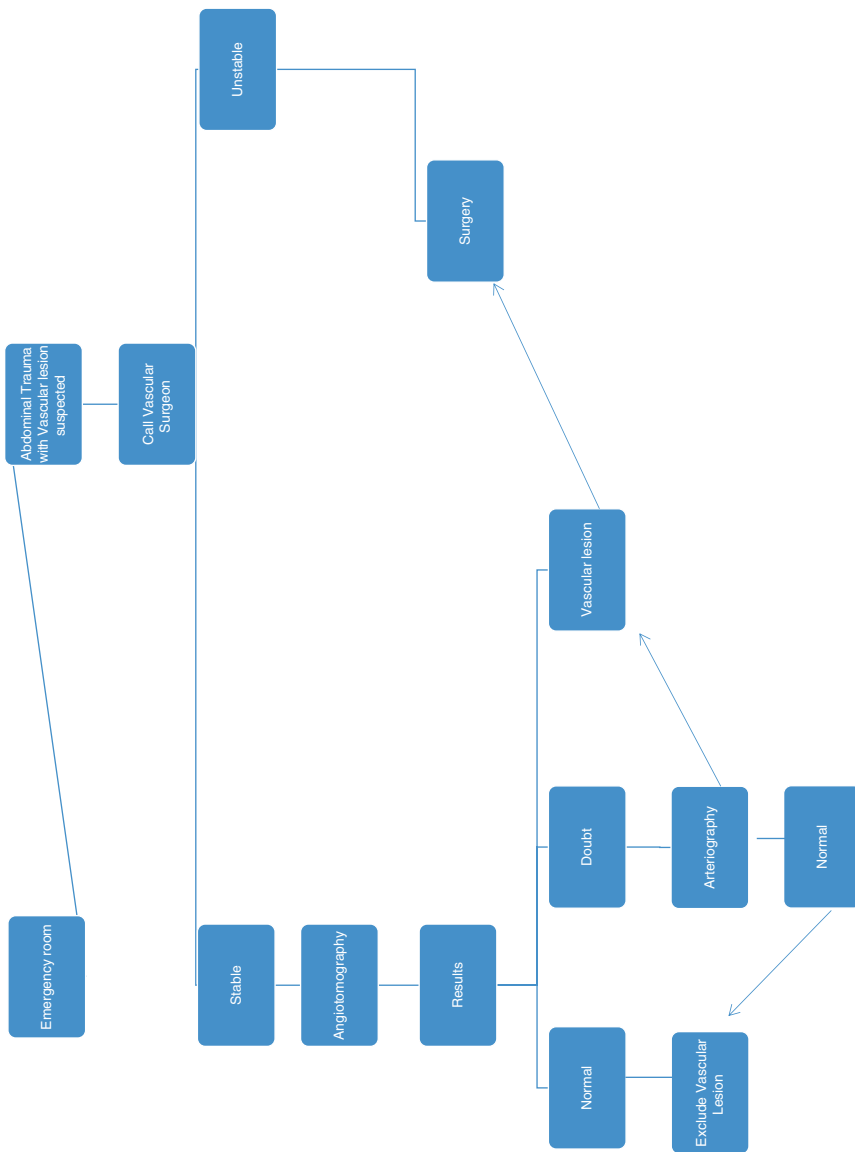 Emergency room
Abdominal Trauma
with Vascular lesion
suspected
Call Vascular
Surgeon
Stable
Unstable
Angiotomography
Results
Surgery
Normal
Doubt
Vascular lesion
Exclude Vascular
Lesion
Arteriography
Normal